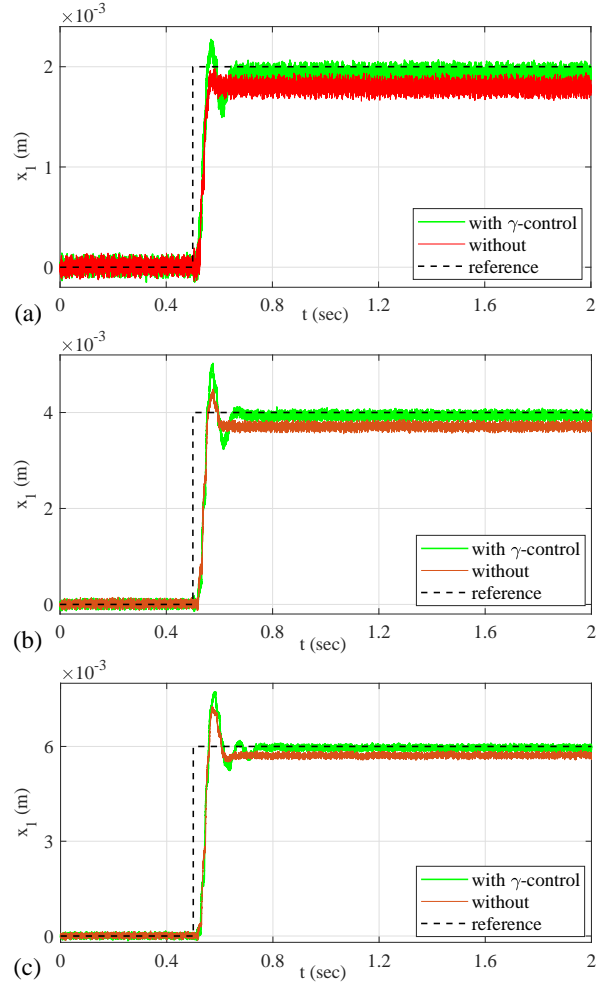 ×10⁻³
2
1
0
x₁ (m)
with γ-control
without
reference
0 0.4 0.8 1.2 1.6 2
t (sec)
(a)
×10⁻³
4
2
0
x₁ (m)
with γ-control
without
reference
0 0.4 0.8 1.2 1.6 2
t (sec)
(b)
×10⁻³
6
3
0
x₁ (m)
with γ-control
without
reference
0 0.4 0.8 1.2 1.6 2
t (sec)
(c)